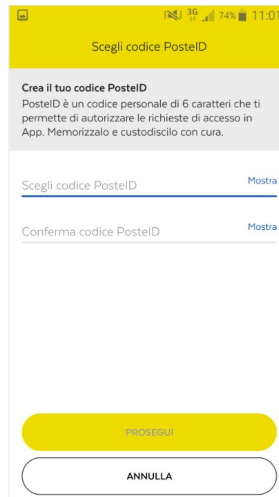 3G 74% 11:01
Scegli codice PosteID
Crea il tuo codice PosteID
PosteID è un codice personale di 6 caratteri che ti
permette di autorizzare le richieste di accesso in
App. Memorizzalo e custodiscilo con cura.
Scegli codice PosteID Mostra
Conferma codice PosteID Mostra
PROSEGUI
ANNULLA